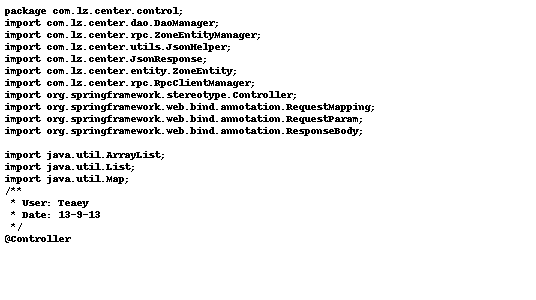 package com.lz.center.control;
import com.lz.center.dao.DaoManager;
import com.lz.center.rpc.ZoneEntityManager;
import com.lz.center.utils.JsonHelper;
import com.lz.center.JsonResponse;
import com.lz.center.entity.ZoneEntity;
import com.lz.center.rpc.RpcClientManager;
import org.springframework.stereotype.Controller;
import org.springframework.web.bind.annotation.RequestMapping;
import org.springframework.web.bind.annotation.RequestParam;
import org.springframework.web.bind.annotation.ResponseBody;

import java.util.ArrayList;
import java.util.List;
import java.util.Map;
/**
 * User: Teaey
 * Date: 13-9-13
 */
@Controller